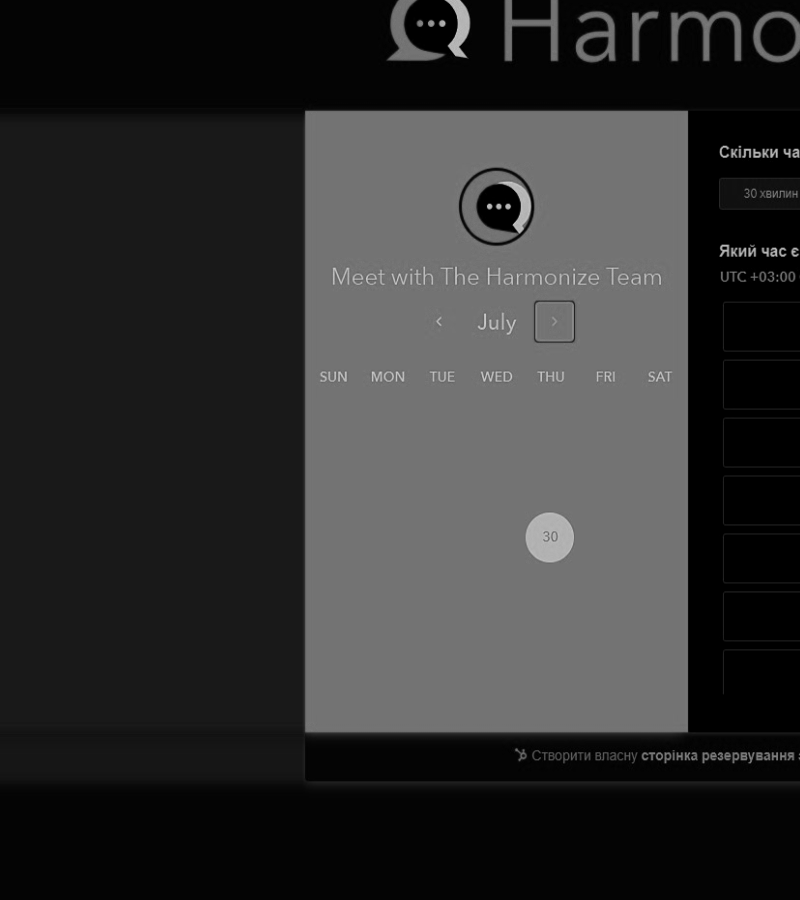 Harmo
Meet with The Harmonize Team
July
SUN MON TUE WED THU FRI SAT
30
Скільки ча
30 хвилин
Який час є
UTC +03:00
Створити власну сторінка резервування з